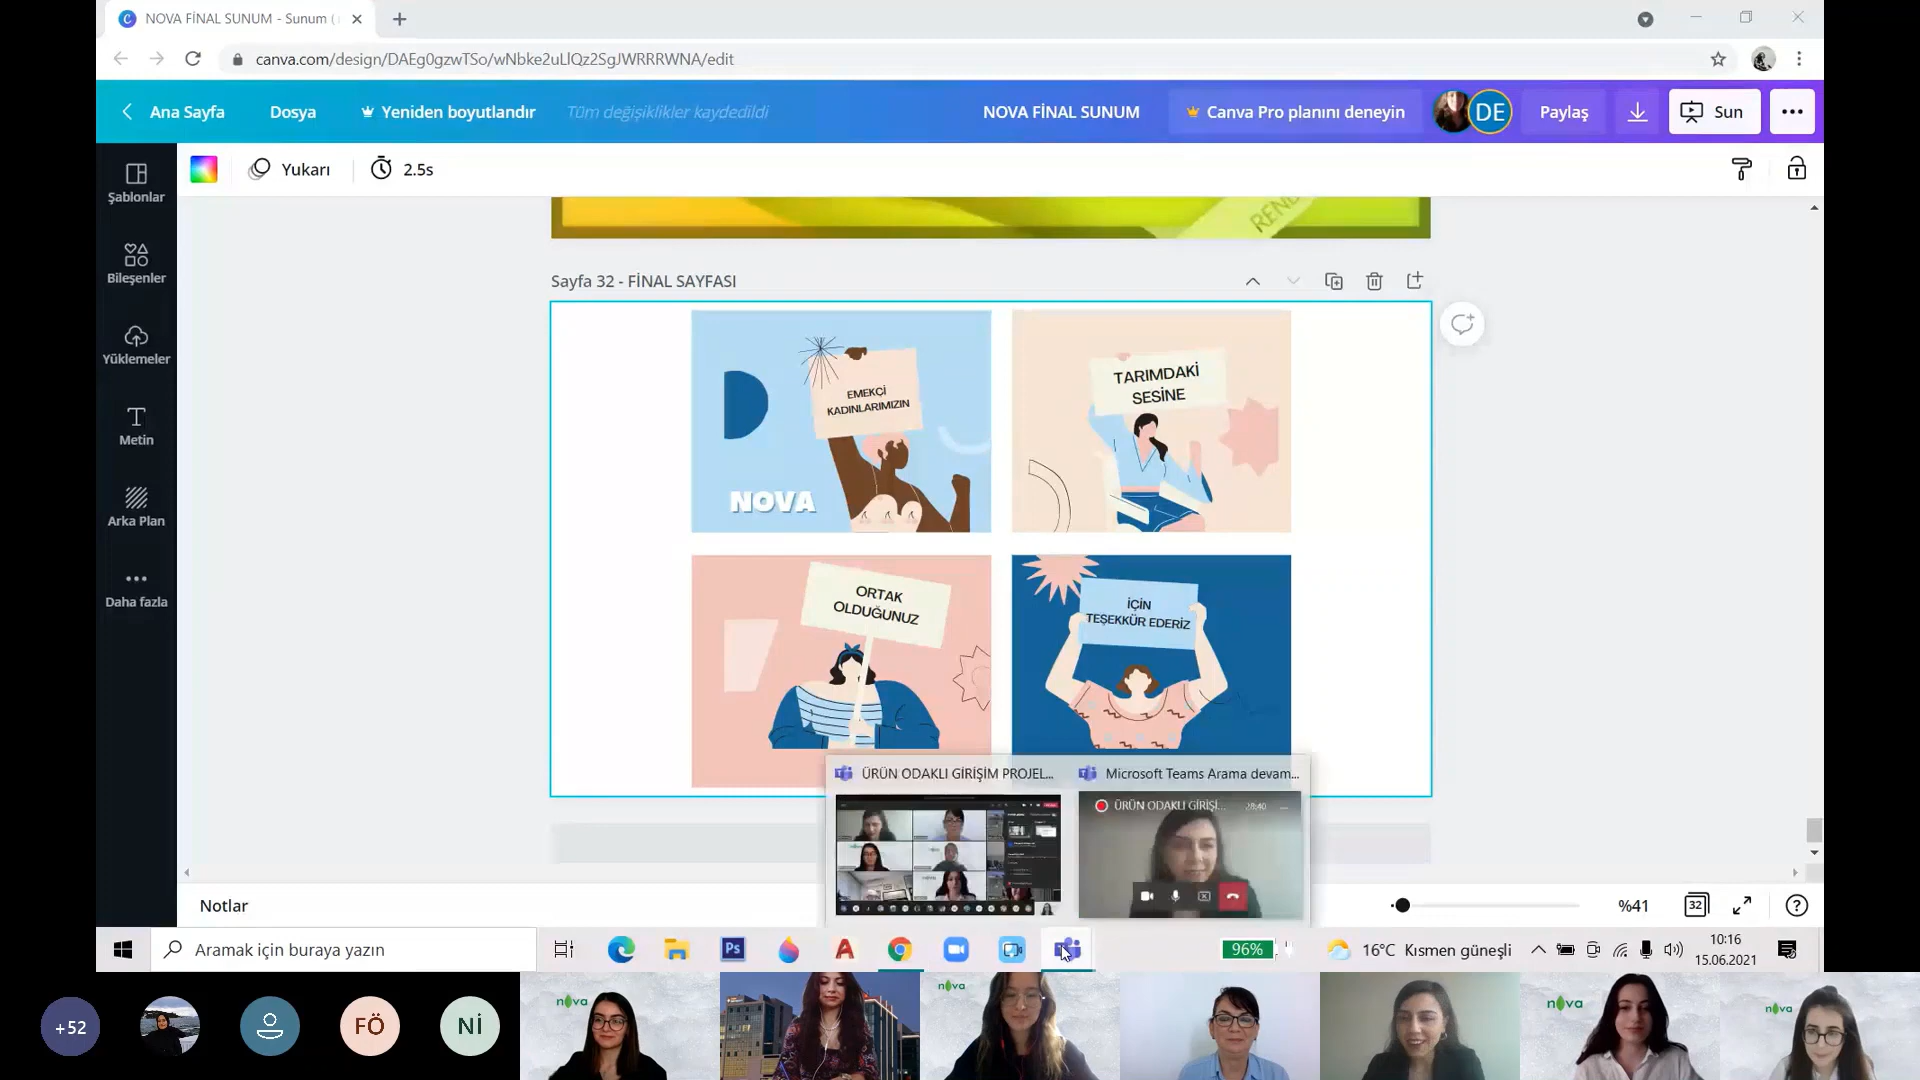 NOVA FİNAL SUNUM - Sunum (
canva.com/design/DAEg0gzwTSo/wNbke2uLlQz2SgJWRRRWNA/edit
Ana Sayfa
Dosya
Yeniden boyutlandır
Tüm değişiklikler kaydedildi
NOVA FİNAL SUNUM
Canva Pro planını deneyin
DE
Paylaş
Sun
Yukarı
2.5s
Şablonlar
Bileşenler
Yüklemeler
Metin
Arka Plan
Daha fazla
Sayfa 32 - FİNAL SAYFASI
EMEKÇİ
KADINLARIMIZIN
NOVA
TARIMDAKİ
SESİNE
ORTAK
OLDUĞUNUZ
İÇİN
TEŞEKKÜR EDERİZ
ÜRÜN ODAKLI GİRİŞİM PROJEL...
Microsoft Teams Arama devam...
ÜRÜN ODAKLI GİRİŞİ...
28:40
Notlar
%41
32
Aramak için buraya yazın
Ps
96%
16°C Kısmen güneşli
10:16
15.06.2021
+52
FÖ
Nİ
nova
nova
nova
nova